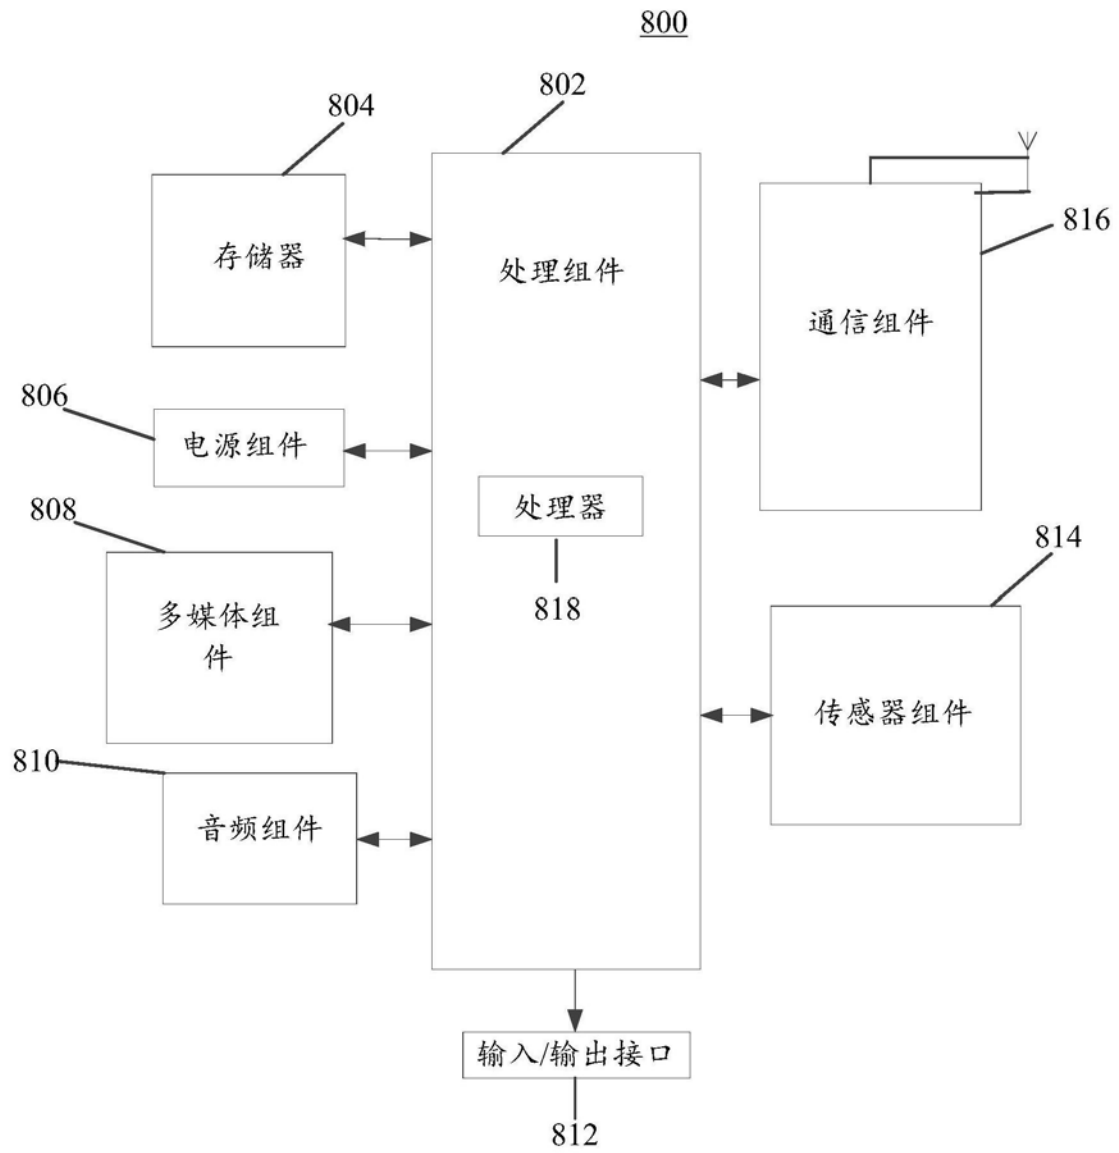 800
802
804
存储器
处理组件
816
通信组件
806
电源组件
808
处理器
814
818
多媒体组
件
传感器组件
810
音频组件
输入/输出接口
812